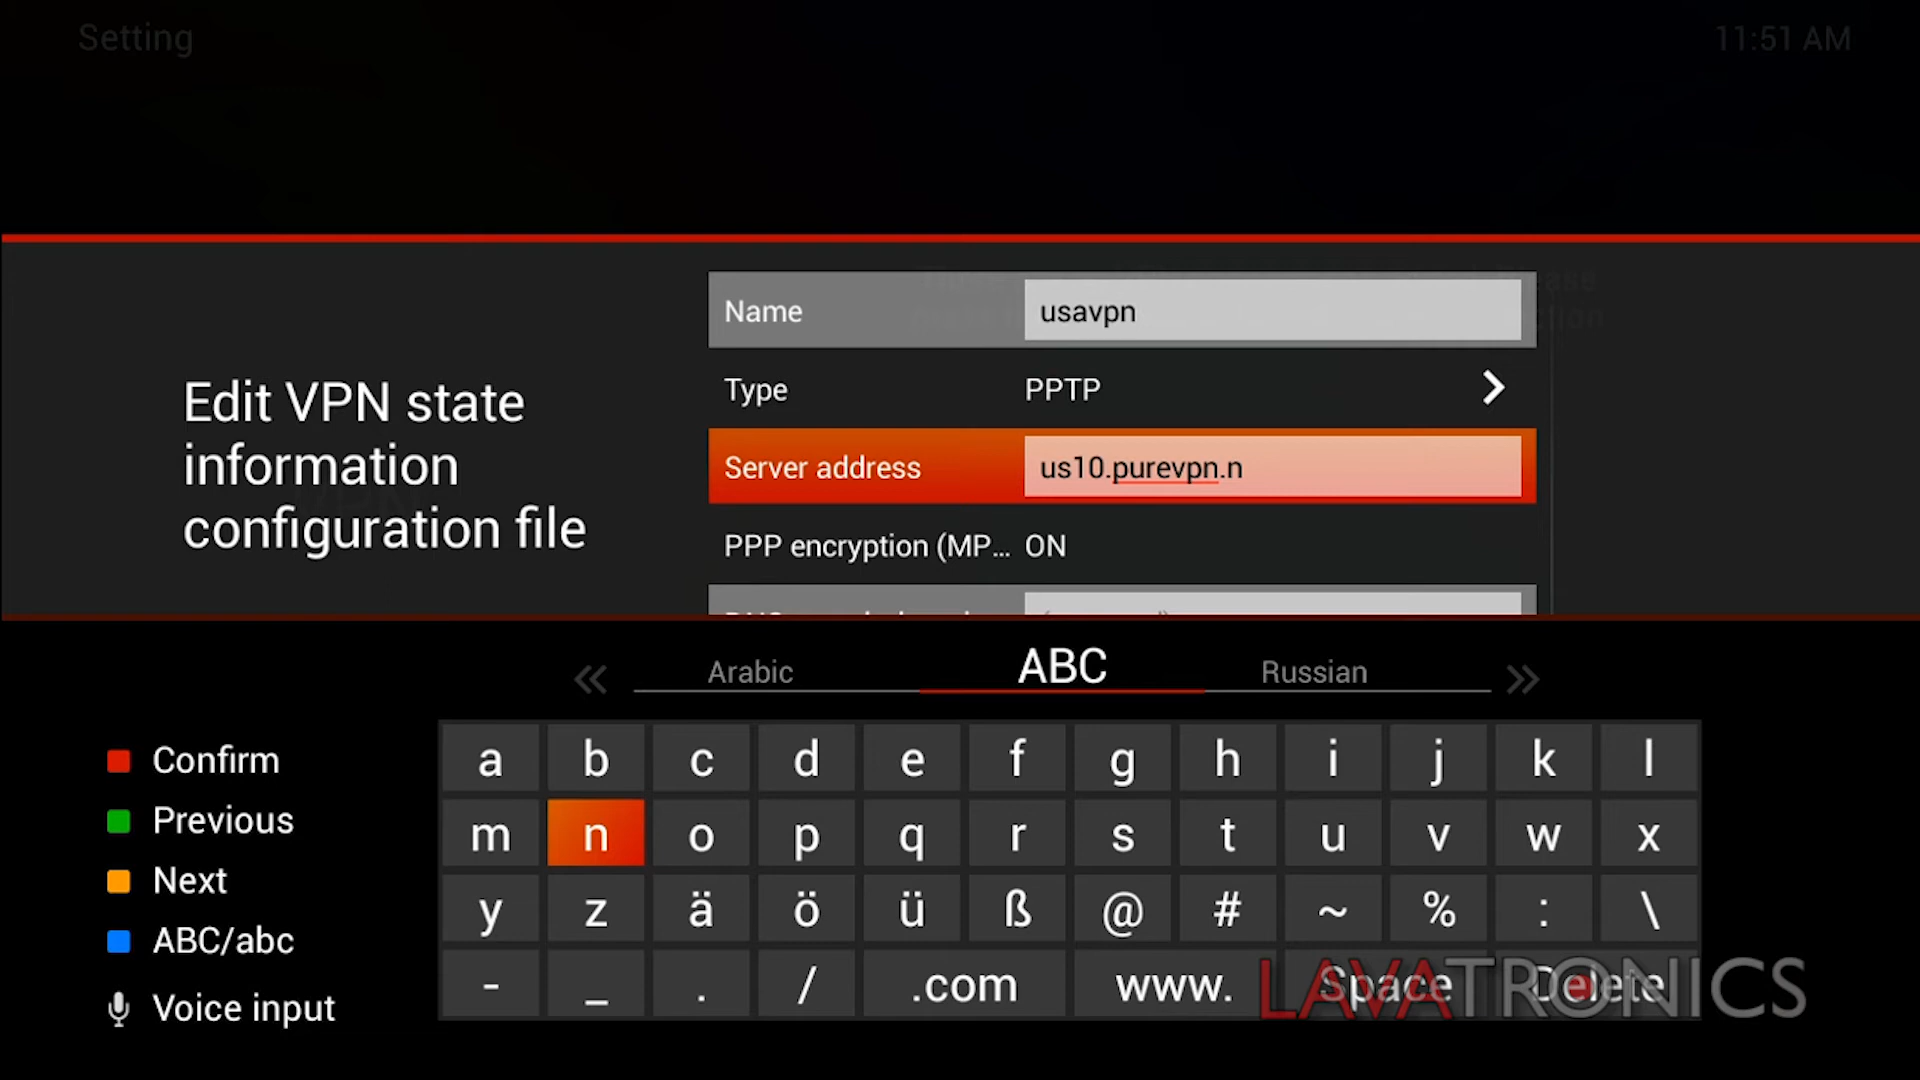 Setting
11:51 AM
Edit VPN state
information
configuration file
Name usavpn
Type PPTP
Server address us10.purevpn.n
PPP encryption (MP... ON
Arabic ABC Russian
Confirm
Previous
Next
ABC/abc
Voice input
a b c d e f g h i j k l
m n o p q r s t u v w x
y z ä ö ü ß @ # ~ % : \
- _ . / .com www. Space Delete
LAVATRONICS